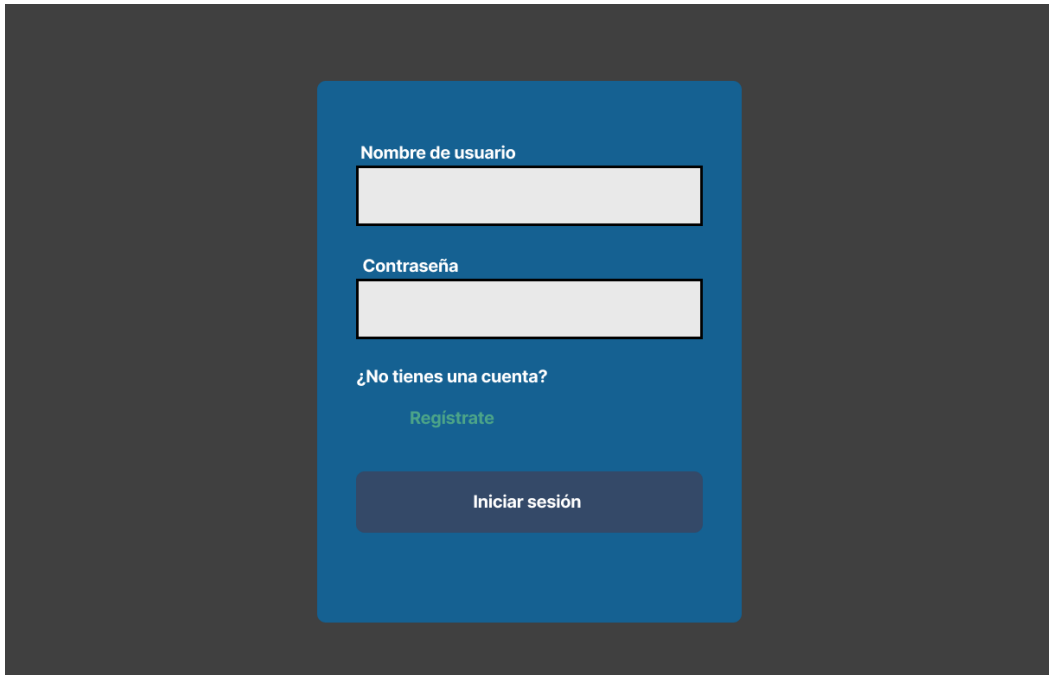 Nombre de usuario
Contraseña
¿No tienes una cuenta?
Regístrate
Iniciar sesión